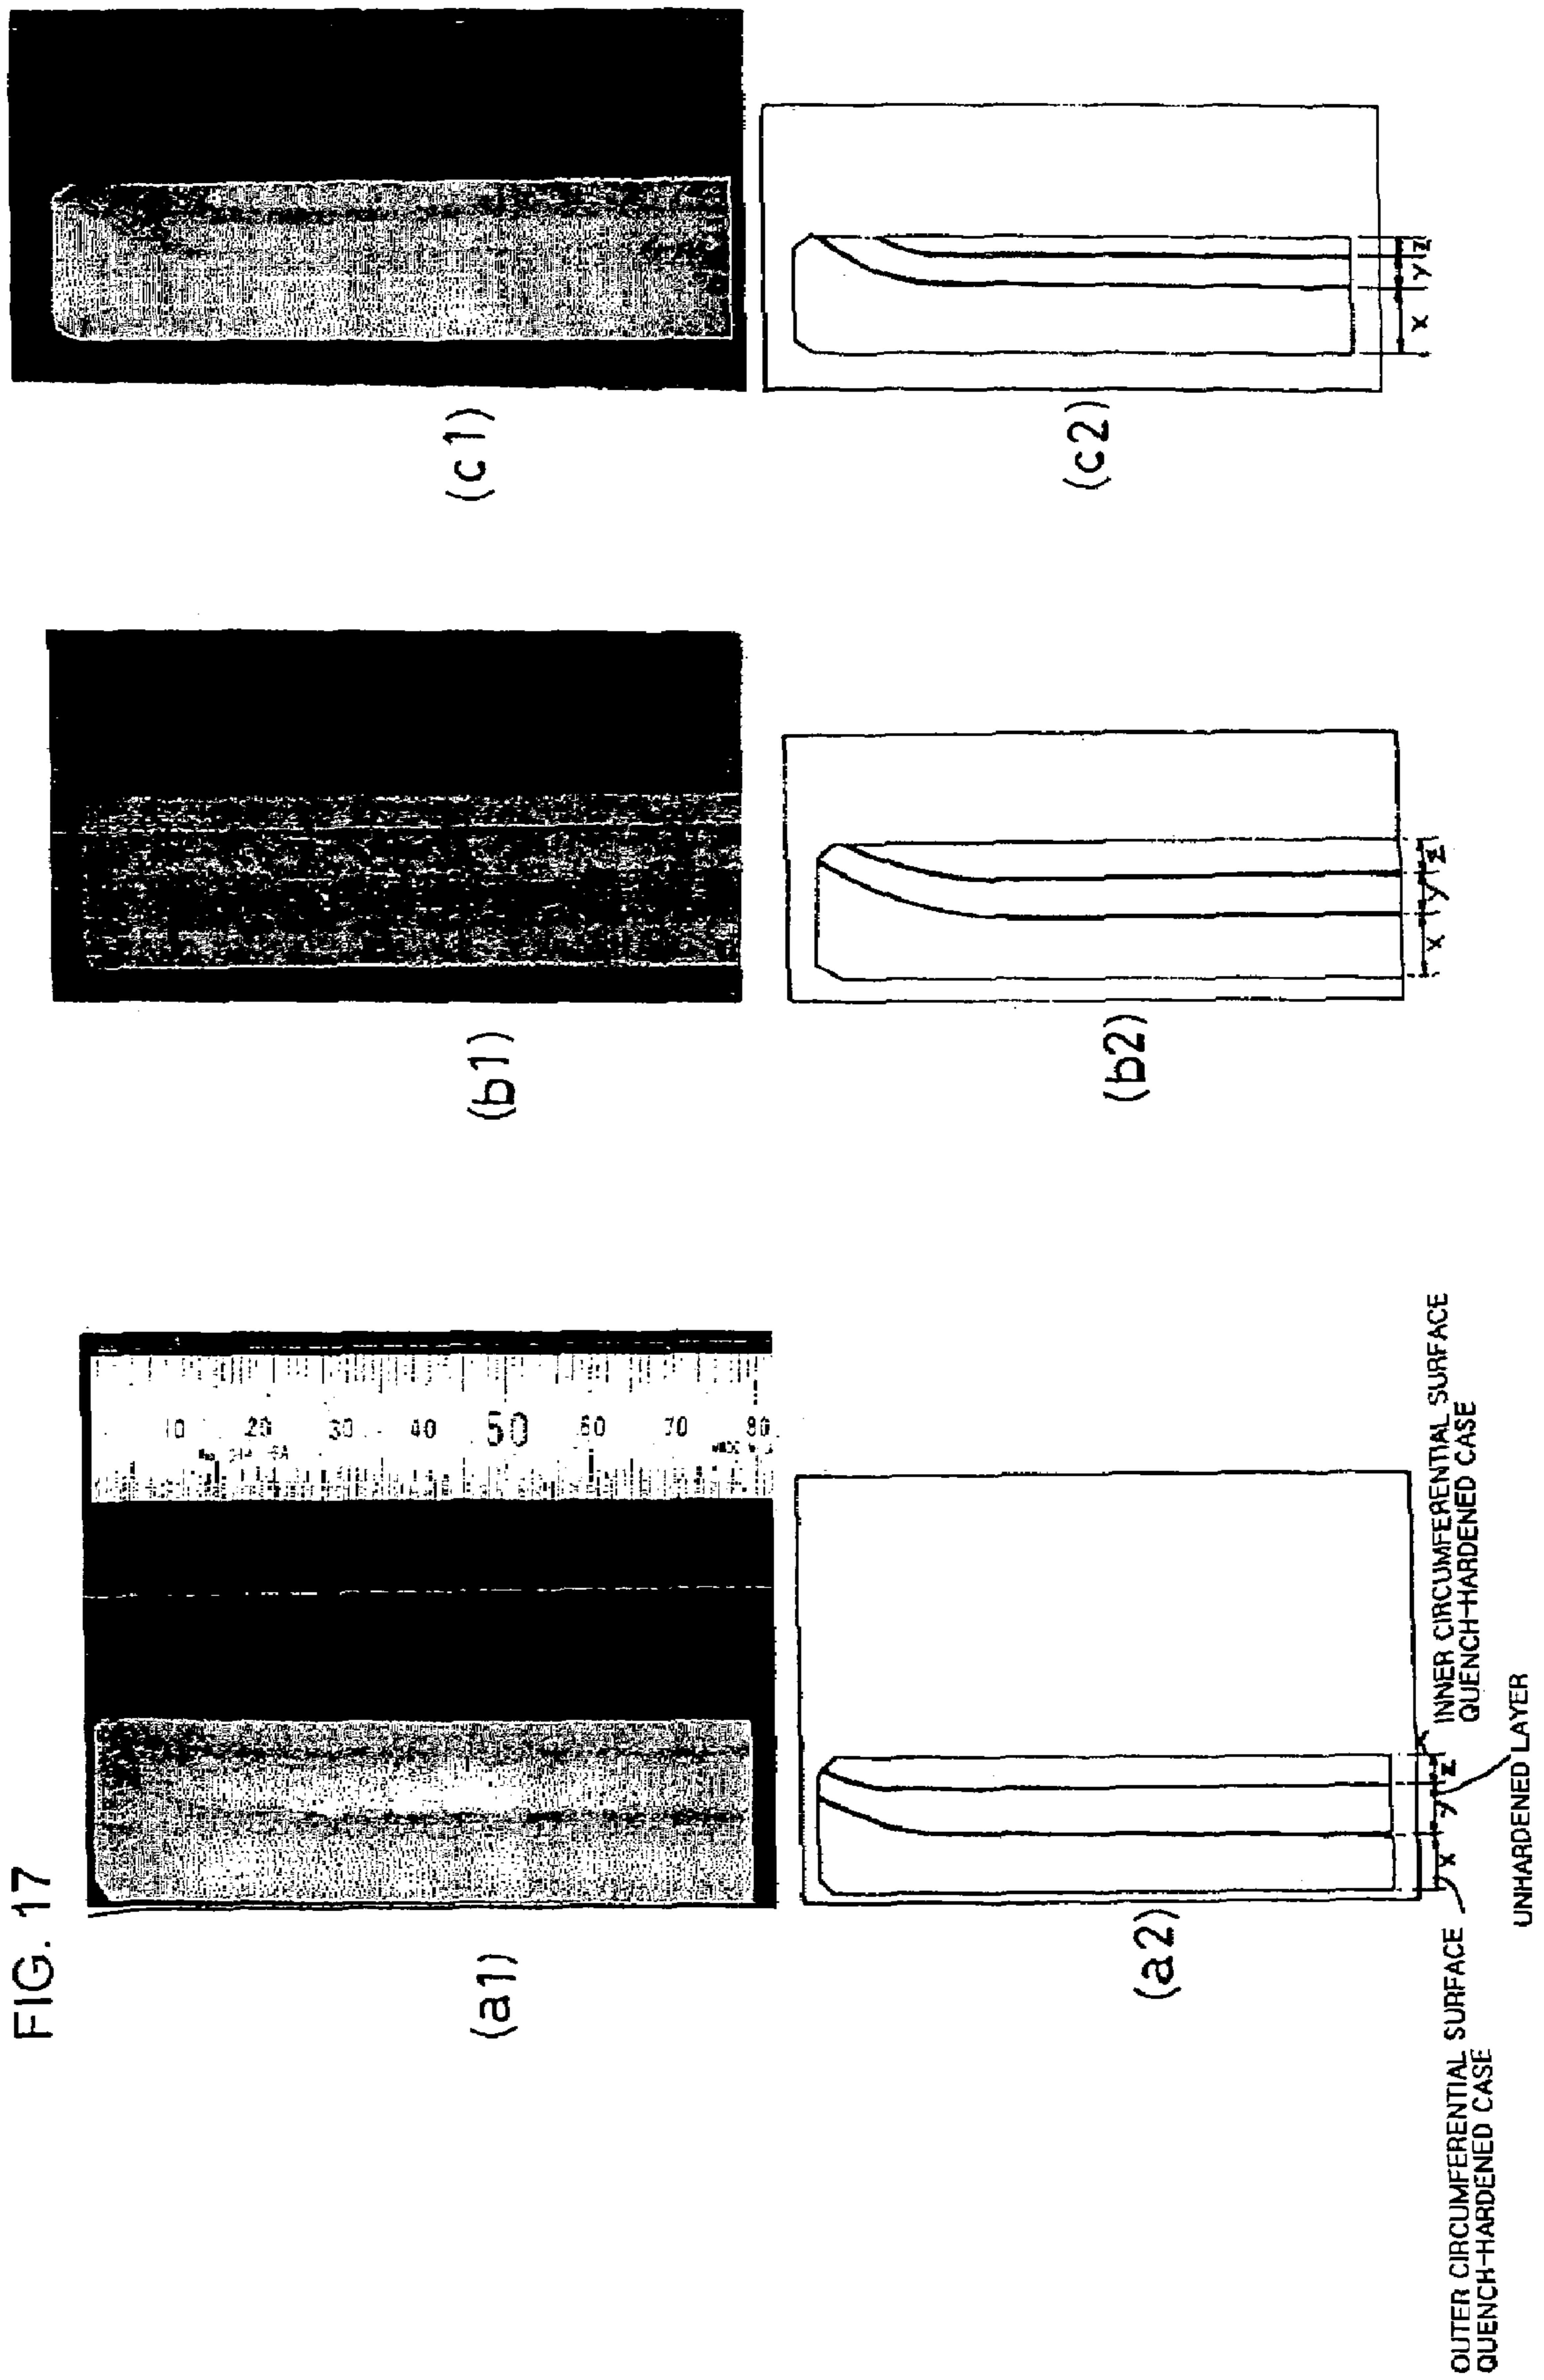 FIG. 17
(a1)
10 20 30 40 50 60 70 80
(b1)
(c1)
(a2)
x y z
OUTER CIRCUMFERENTIAL SURFACE
QUENCH-HARDENED CASE
UNHARDENED LAYER
INNER CIRCUMFERENTIAL SURFACE
QUENCH-HARDENED CASE
(b2)
x y z
(c2)
x y z